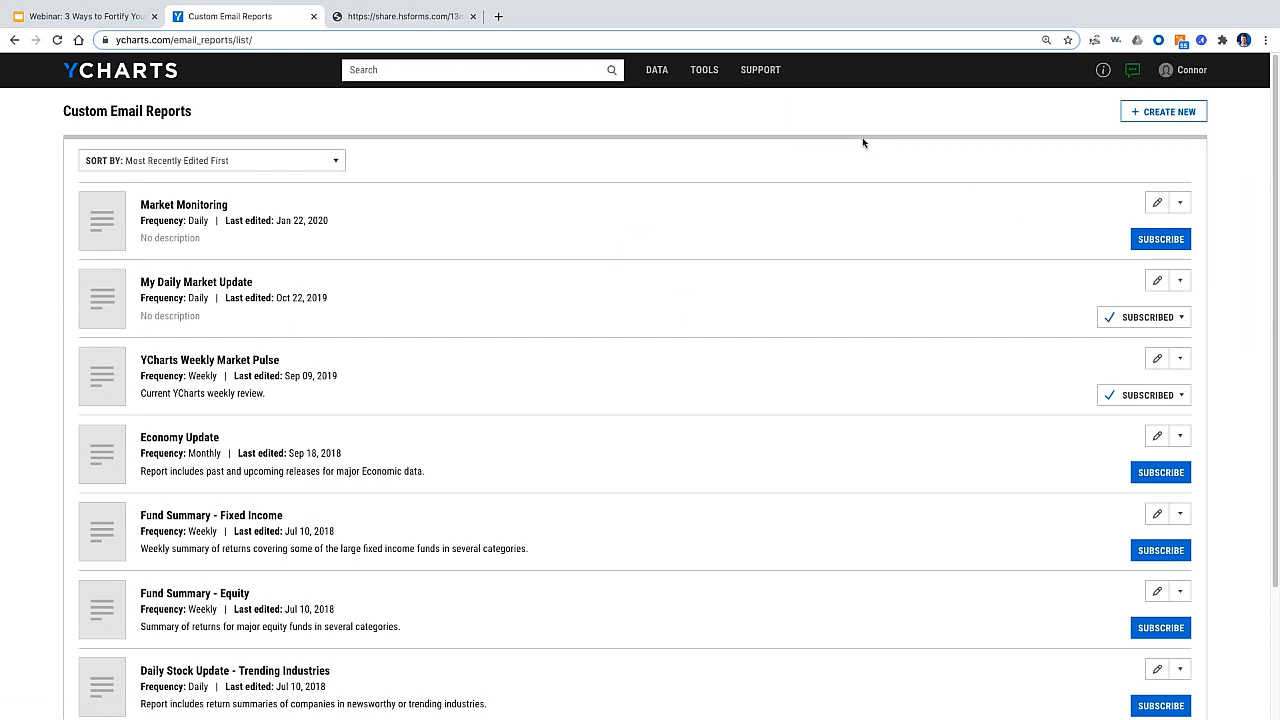 Webinar: 3 Ways to Fortify You
Custom Email Reports
https://share.hsforms.com/13m
ycharts.com/email_reports/list/
YCHARTS
Search
DATA
TOOLS
SUPPORT
Connor
Custom Email Reports
+ CREATE NEW
SORT BY: Most Recently Edited First
Market Monitoring
Frequency: Daily | Last edited: Jan 22, 2020
No description
SUBSCRIBE
My Daily Market Update
Frequency: Daily | Last edited: Oct 22, 2019
No description
SUBSCRIBED
YCharts Weekly Market Pulse
Frequency: Weekly | Last edited: Sep 09, 2019
Current YCharts weekly review.
SUBSCRIBED
Economy Update
Frequency: Monthly | Last edited: Sep 18, 2018
Report includes past and upcoming releases for major Economic data.
SUBSCRIBE
Fund Summary - Fixed Income
Frequency: Weekly | Last edited: Jul 10, 2018
Weekly summary of returns covering some of the large fixed income funds in several categories.
SUBSCRIBE
Fund Summary - Equity
Frequency: Weekly | Last edited: Jul 10, 2018
Summary of returns for major equity funds in several categories.
SUBSCRIBE
Daily Stock Update - Trending Industries
Frequency: Daily | Last edited: Jul 10, 2018
Report includes return summaries of companies in newsworthy or trending industries.
SUBSCRIBE